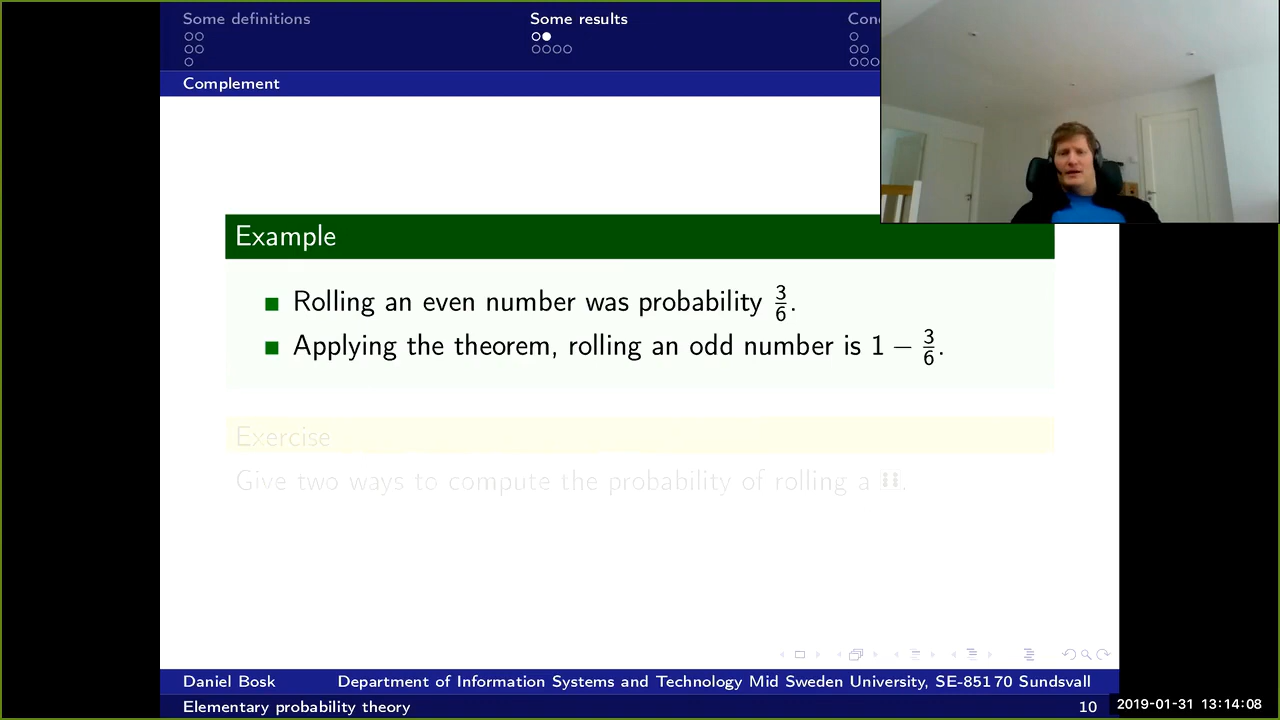 Some definitions
Some results
Con
Complement
Example
Rolling an even number was probability 3/6.
Applying the theorem, rolling an odd number is 1 − 3/6.
Exercise
Give two ways to compute the probability of rolling a ⚅.
Daniel Bosk
Department of Information Systems and Technology Mid Sweden University, SE-851 70 Sundsvall
Elementary probability theory
10
2019-01-31 13:14:08